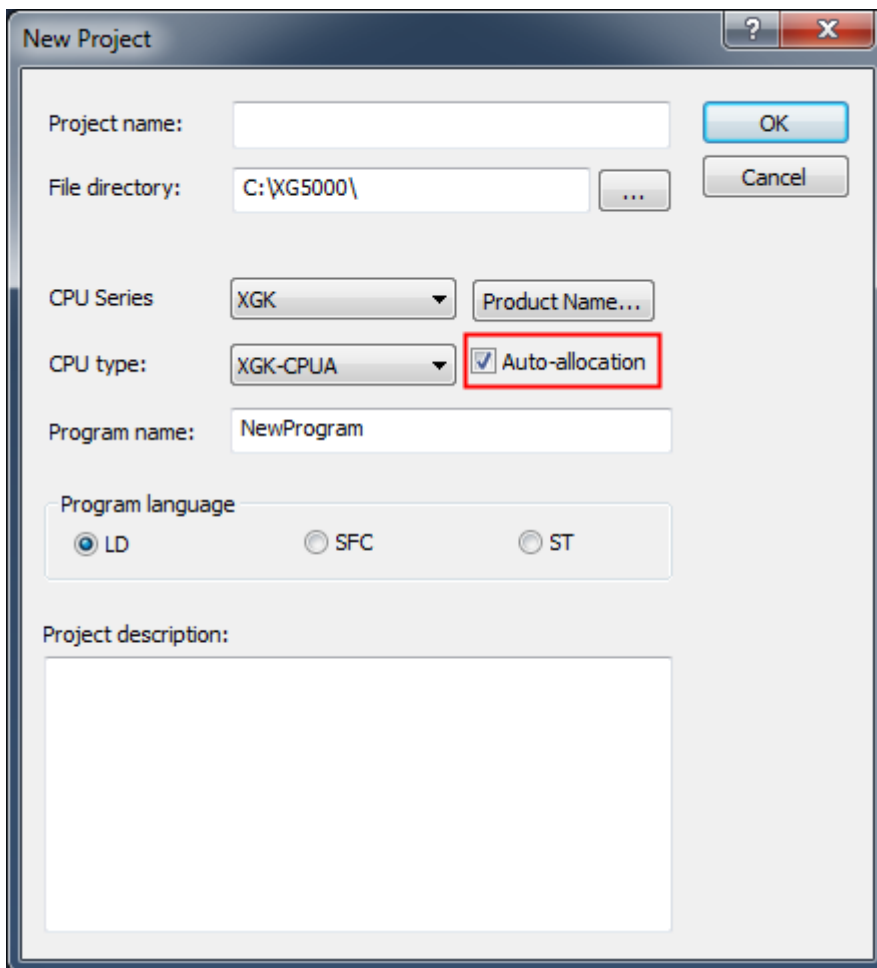 New Project
?
X
Project name:
OK
File directory:
C:\XG5000\
...
Cancel
CPU Series
XGK
Product Name...
CPU type:
XGK-CPUA
Auto-allocation
Program name:
NewProgram
Program language
LD
SFC
ST
Project description: